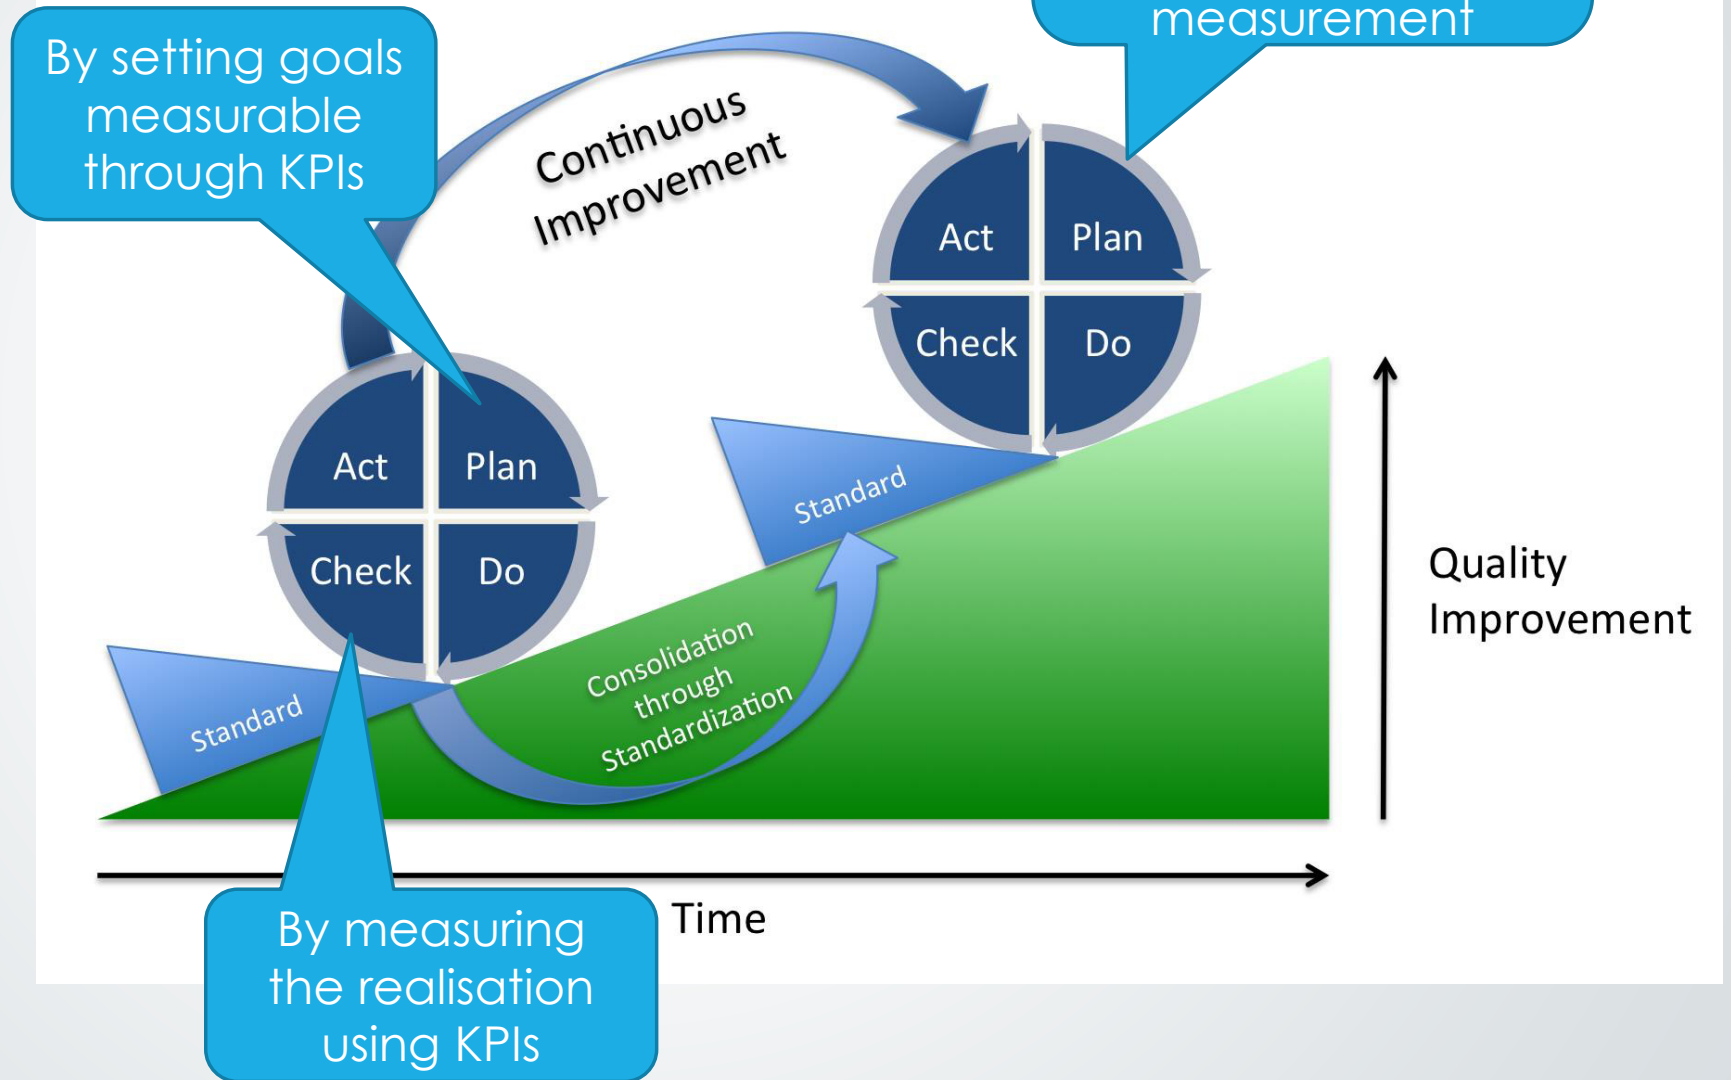 measurement
By setting goals
measurable
through KPIs
Continuous
Improvement
Act
Plan
Check
Do
Act
Plan
Check
Do
Standard
Standard
Consolidation
through
Standardization
Quality
Improvement
Time
By measuring
the realisation
using KPIs